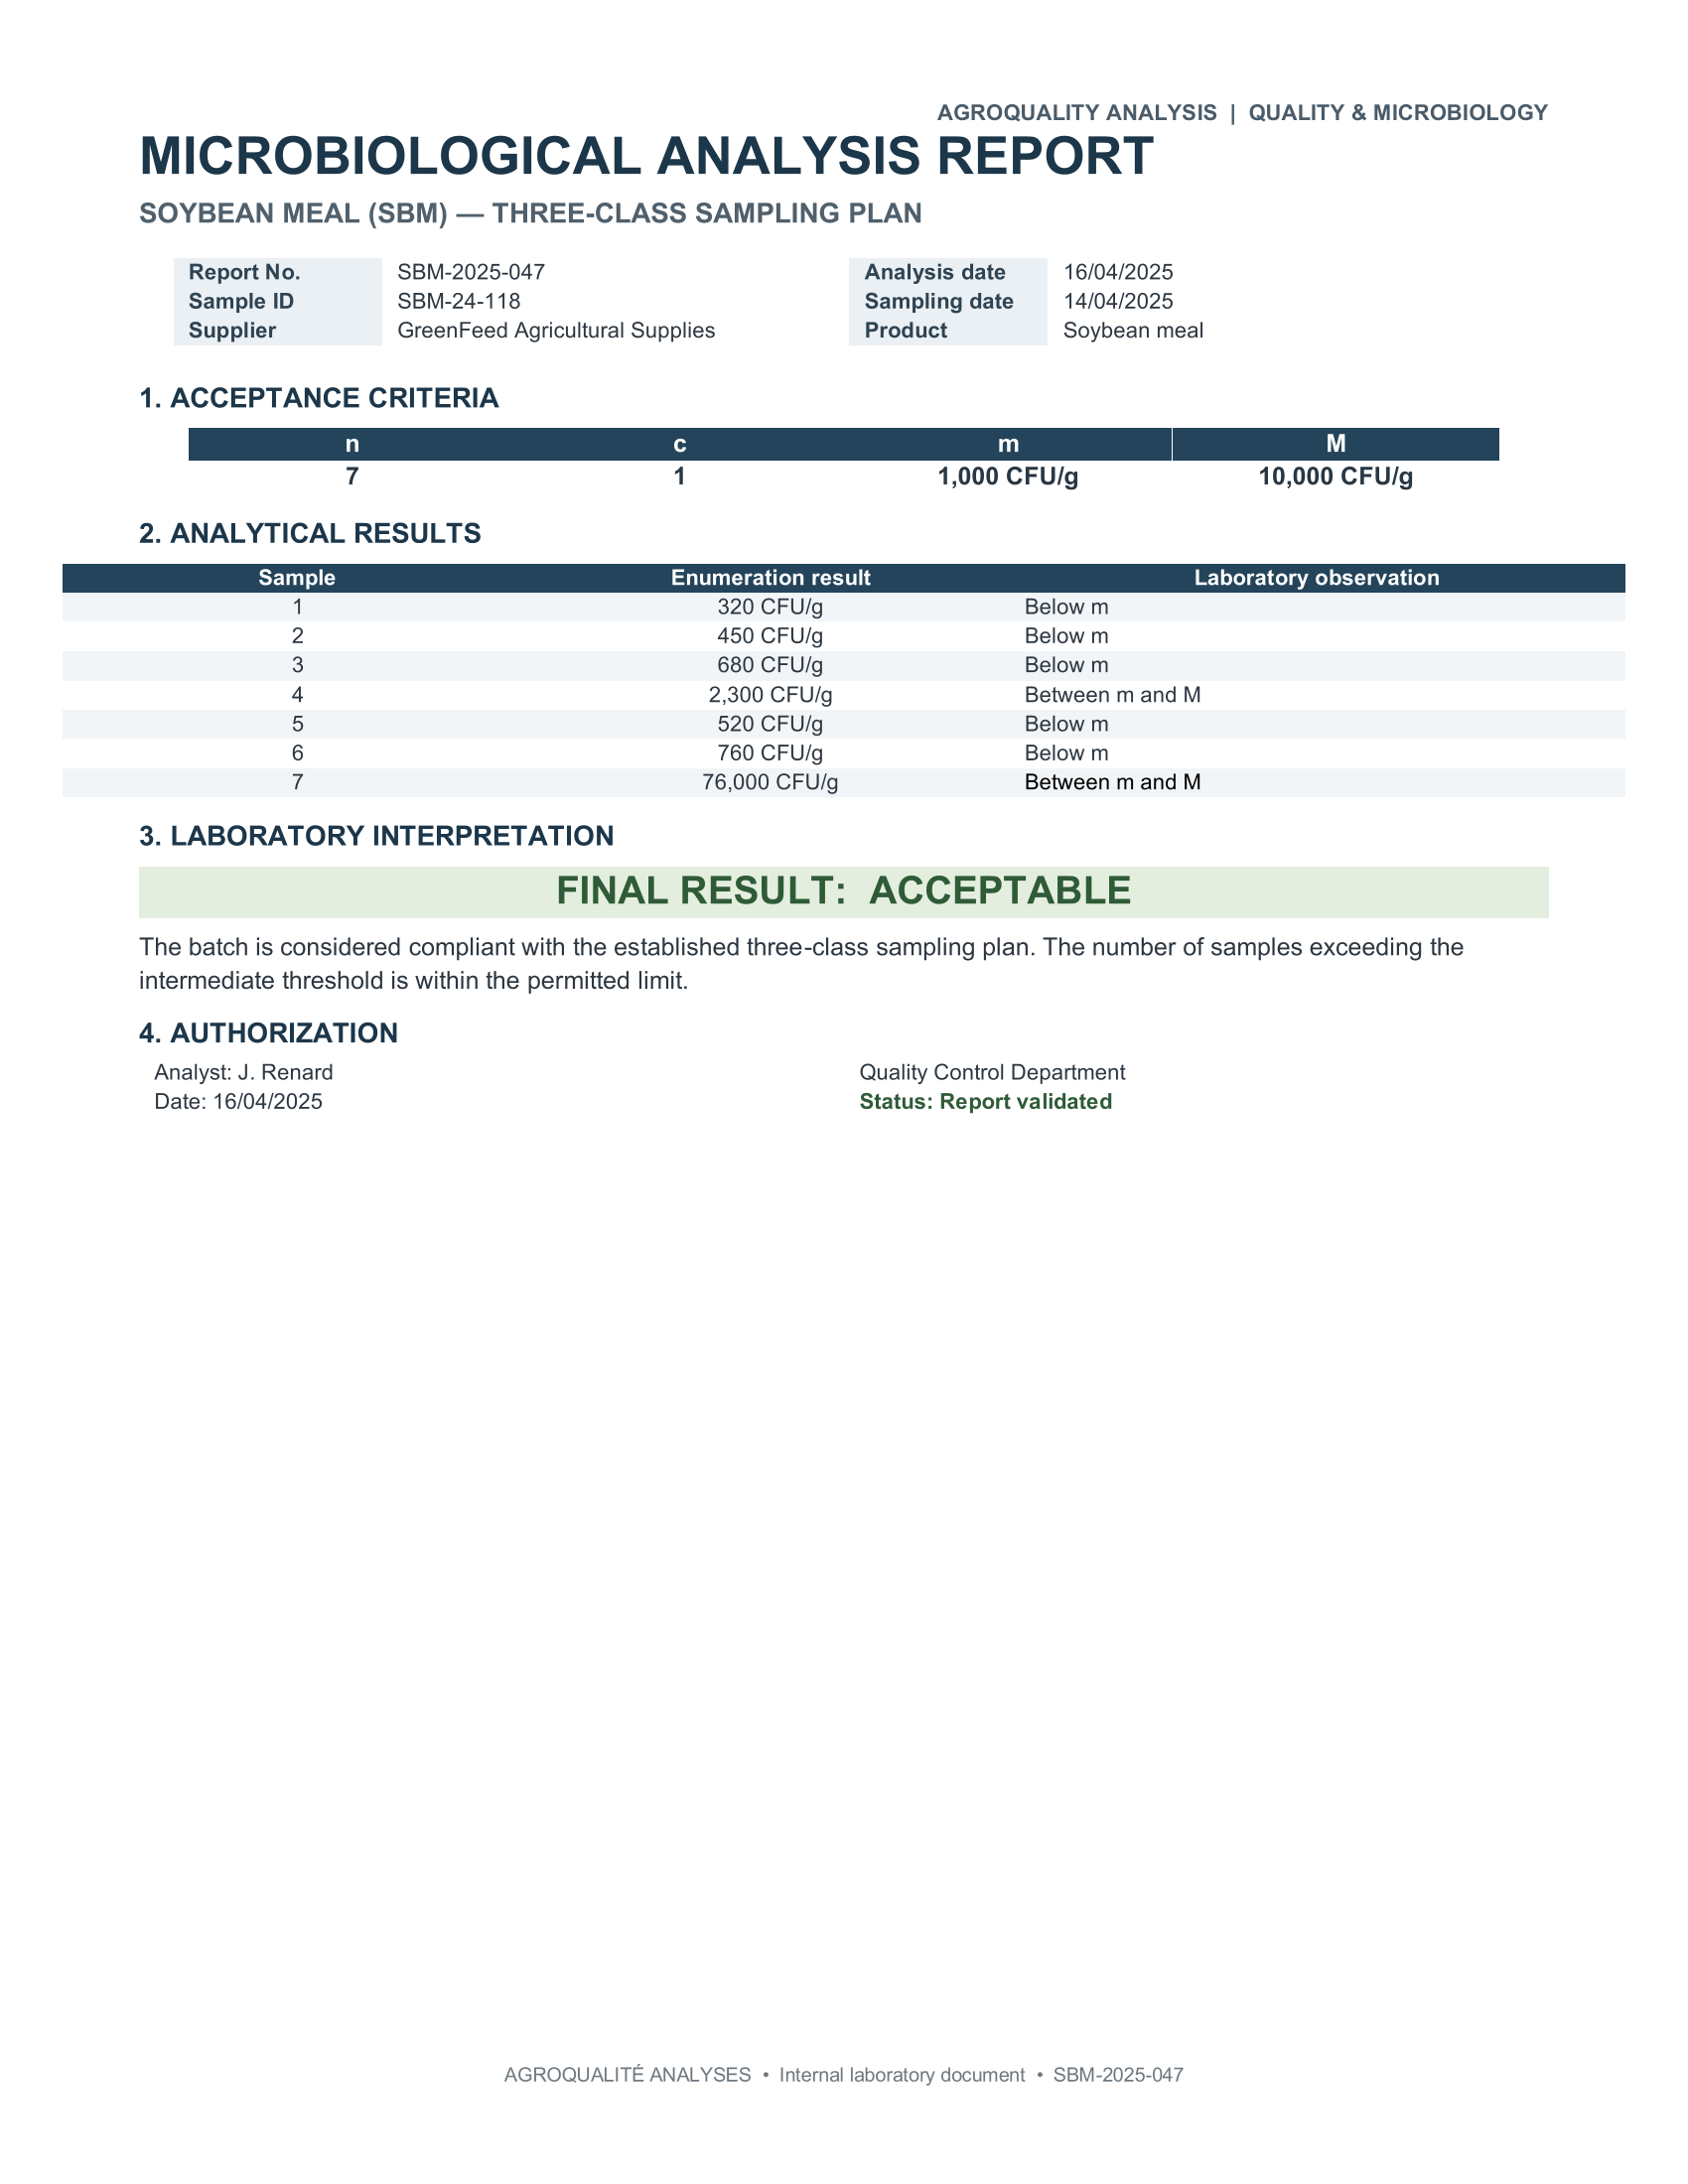 AGROQUALITY ANALYSIS | QUALITY & MICROBIOLOGY
MICROBIOLOGICAL ANALYSIS REPORT
SOYBEAN MEAL (SBM) — THREE-CLASS SAMPLING PLAN
Report No. SBM-2025-047 Analysis date 16/04/2025
Sample ID SBM-24-118 Sampling date 14/04/2025
Supplier GreenFeed Agricultural Supplies Product Soybean meal
1. ACCEPTANCE CRITERIA
n c m M
7 1 1,000 CFU/g 10,000 CFU/g
2. ANALYTICAL RESULTS
Sample Enumeration result Laboratory observation
1 320 CFU/g Below m
2 450 CFU/g Below m
3 680 CFU/g Below m
4 2,300 CFU/g Between m and M
5 520 CFU/g Below m
6 760 CFU/g Below m
7 76,000 CFU/g Between m and M
3. LABORATORY INTERPRETATION
FINAL RESULT: ACCEPTABLE
The batch is considered compliant with the established three-class sampling plan. The number of samples exceeding the
intermediate threshold is within the permitted limit.
4. AUTHORIZATION
Analyst: J. Renard Quality Control Department
Date: 16/04/2025 Status: Report validated
AGROQUALITÉ ANALYSES • Internal laboratory document • SBM-2025-047